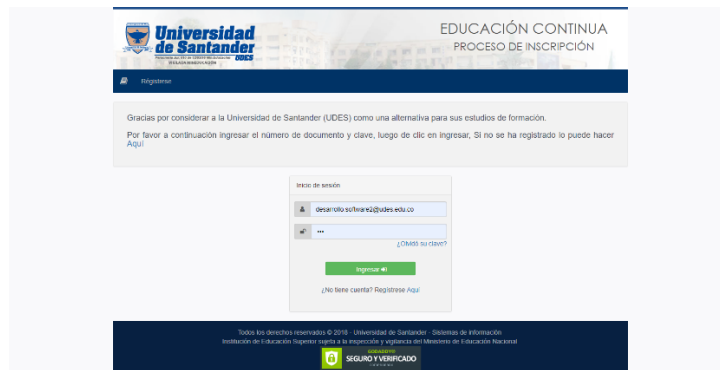 Universidad
de Santander
UDES
VIGILADA MINEDUCACIÓN
EDUCACIÓN CONTINUA
PROCESO DE INSCRIPCIÓN
Régistrese
Gracias por considerar a la Universidad de Santander (UDES) como una alternativa para sus estudios de formación.
Por favor a continuación ingresar el número de documento y clave, luego de clic en ingresar, Si no se ha registrado lo puede hacer
Aquí
Inicio de sesión
desarrollo.software2@udes.edu.co
•••
¿Olvidó su clave?
Ingresar
¿No tiene cuenta? Regístrese Aquí
Todos los derechos reservados © 2018 - Universidad de Santander - Sistemas de información
Institución de Educación Superior sujeta a la inspección y vigilancia del Ministerio de Educación Nacional
GODADDY©
SEGURO Y VERIFICADO